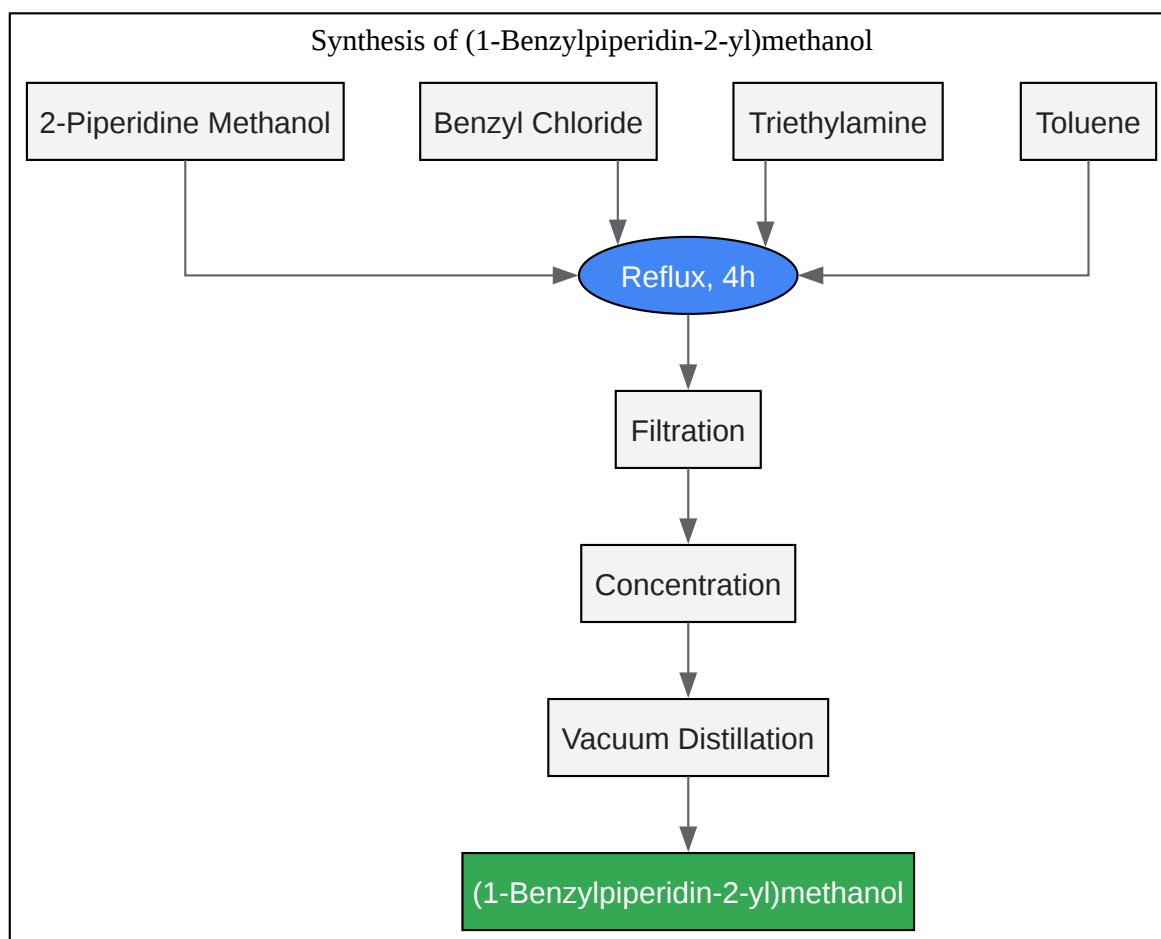 Synthesis of (1-Benzylpiperidin-2-yl)methanol
2-Piperidine Methanol
Benzyl Chloride
Triethylamine
Toluene
Reflux, 4h
Filtration
Concentration
Vacuum Distillation
(1-Benzylpiperidin-2-yl)methanol